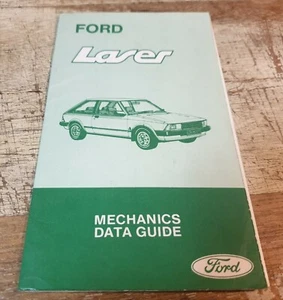 FORD
Laser
MECHANICS
DATA GUIDE
Ford